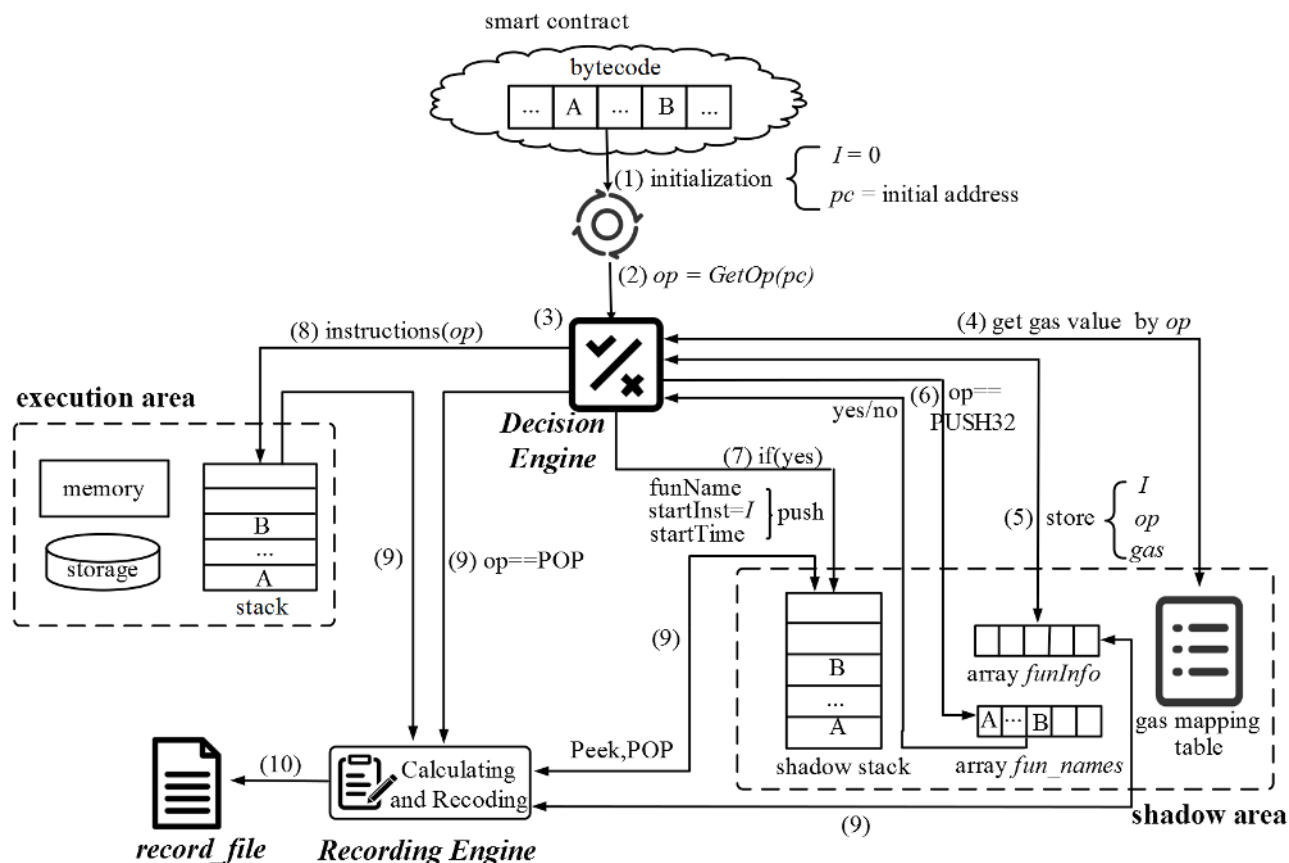 smart contract
bytecode
... A ... B ...
(1) initialization
I = 0
pc = initial address
(2) op = GetOp(pc)
(3)
(8) instructions(op)
(4) get gas value by op
execution area
Decision
Engine
yes/no
(6) op==
PUSH32
(7) if(yes)
funName
startInst=I
startTime
push
(5) store
I
op
gas
memory
storage
B
...
A
stack
(9)
(9) op==POP
(9)
B
...
A
shadow stack
array funInfo
A ... B
array fun_names
gas mapping
table
shadow area
Peek,POP
(10)
Calculating
and Recoding
(9)
record_file
Recording Engine